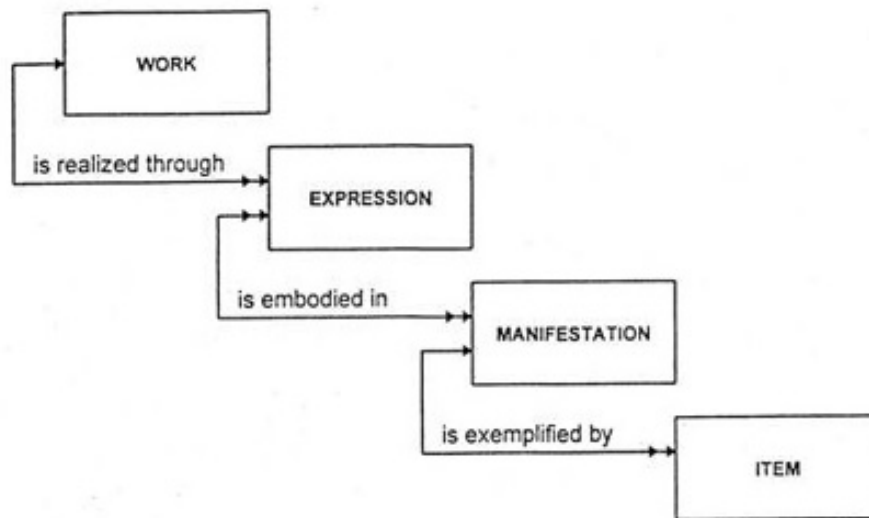 WORK
is realized through
EXPRESSION
is embodied in
MANIFESTATION
is exemplified by
ITEM